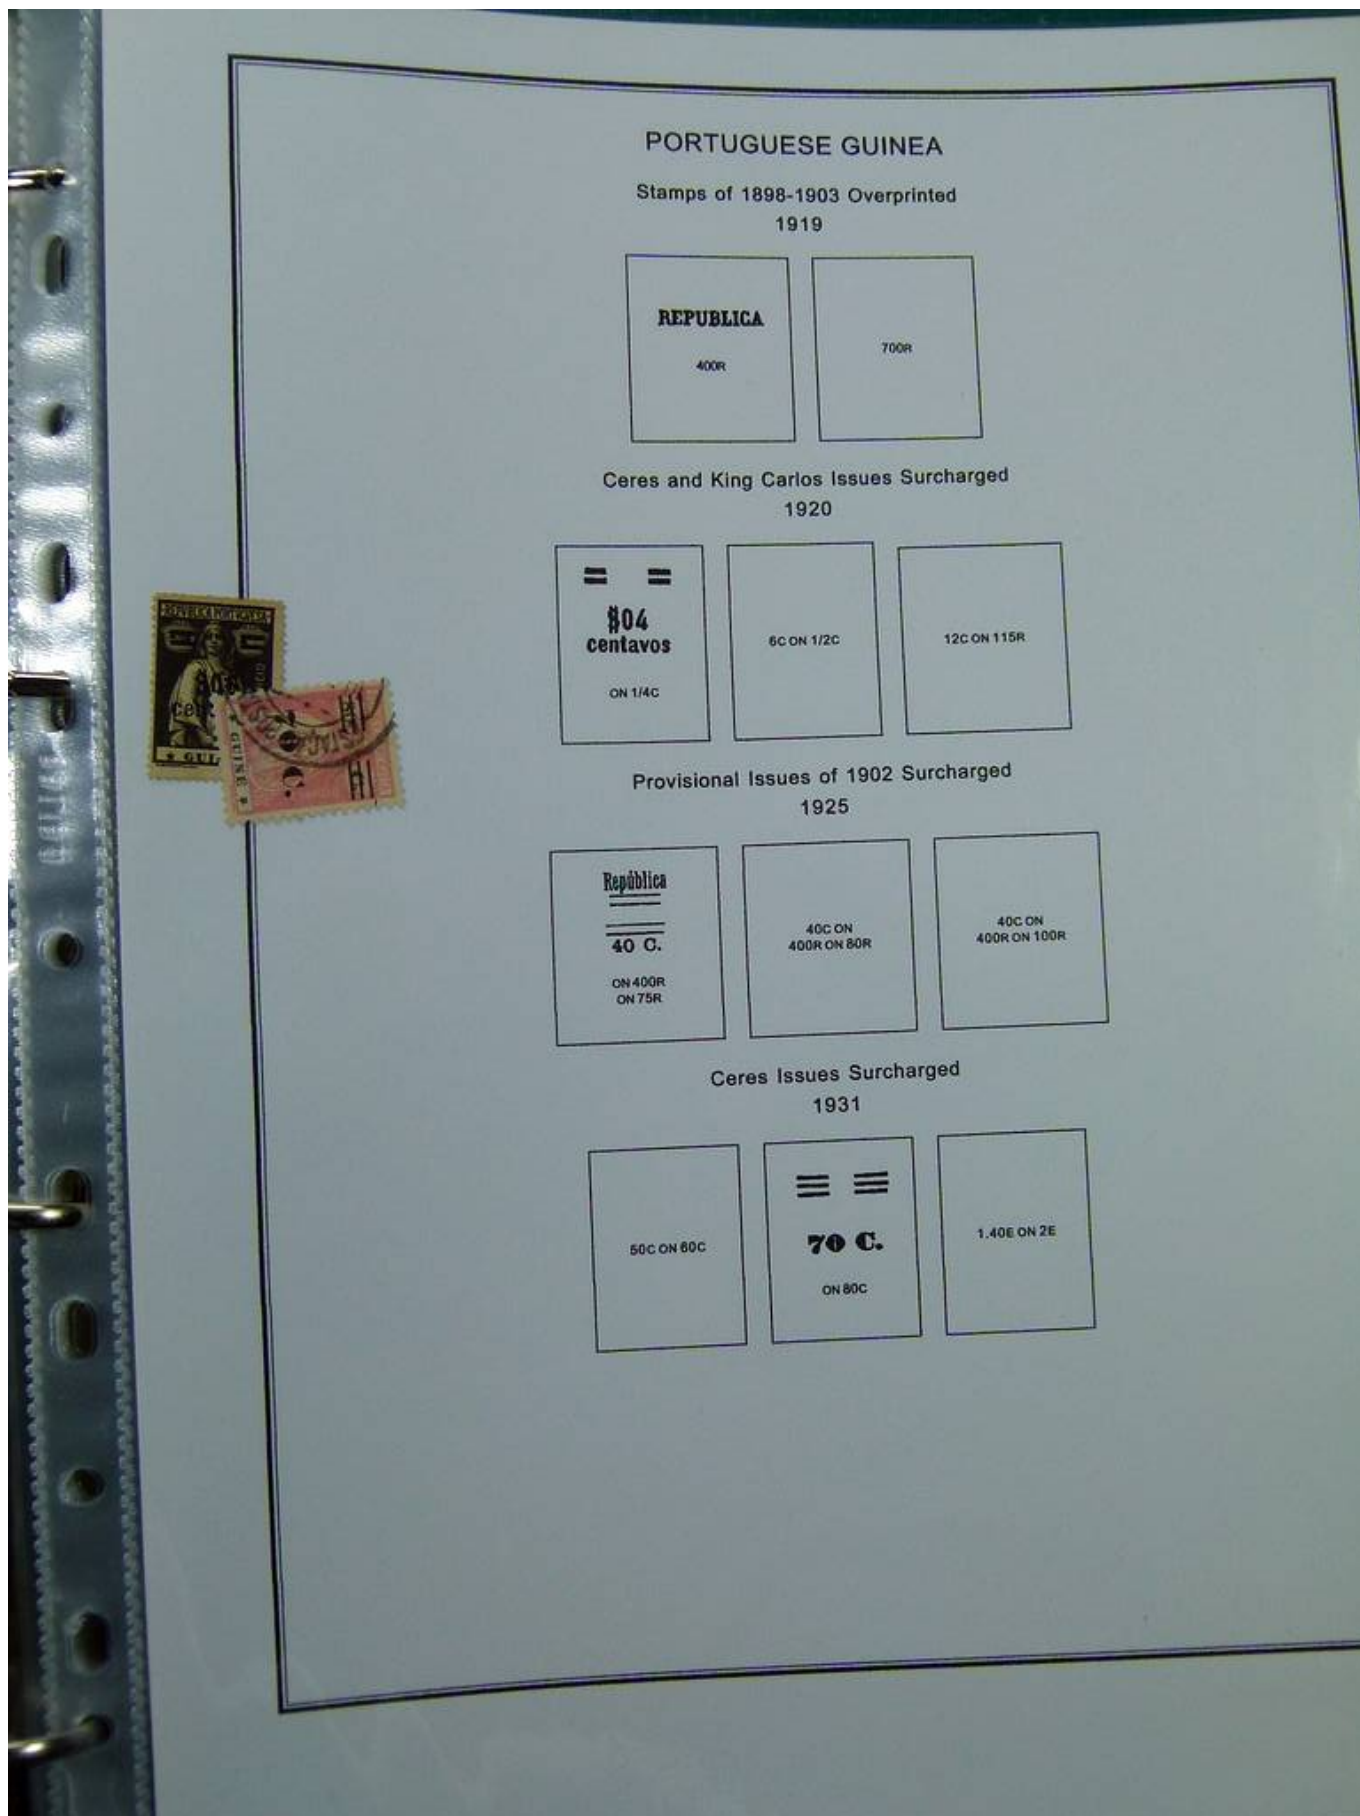 PORTUGUESE GUINEA
Stamps of 1898-1903 Overprinted
1919
REPUBLICA
400R
700R
Ceres and King Carlos Issues Surcharged
1920
$04
centavos
ON 1/4C
6C ON 1/2C
12C ON 115R
REPUBLICA PORTUGUESA
GUINE
C.
Provisional Issues of 1902 Surcharged
1925
República
40 C.
ON 400R
ON 75R
40C ON
400R ON 80R
40C ON
400R ON 100R
Ceres Issues Surcharged
1931
50C ON 60C
70 C.
ON 80C
1.40E ON 2E